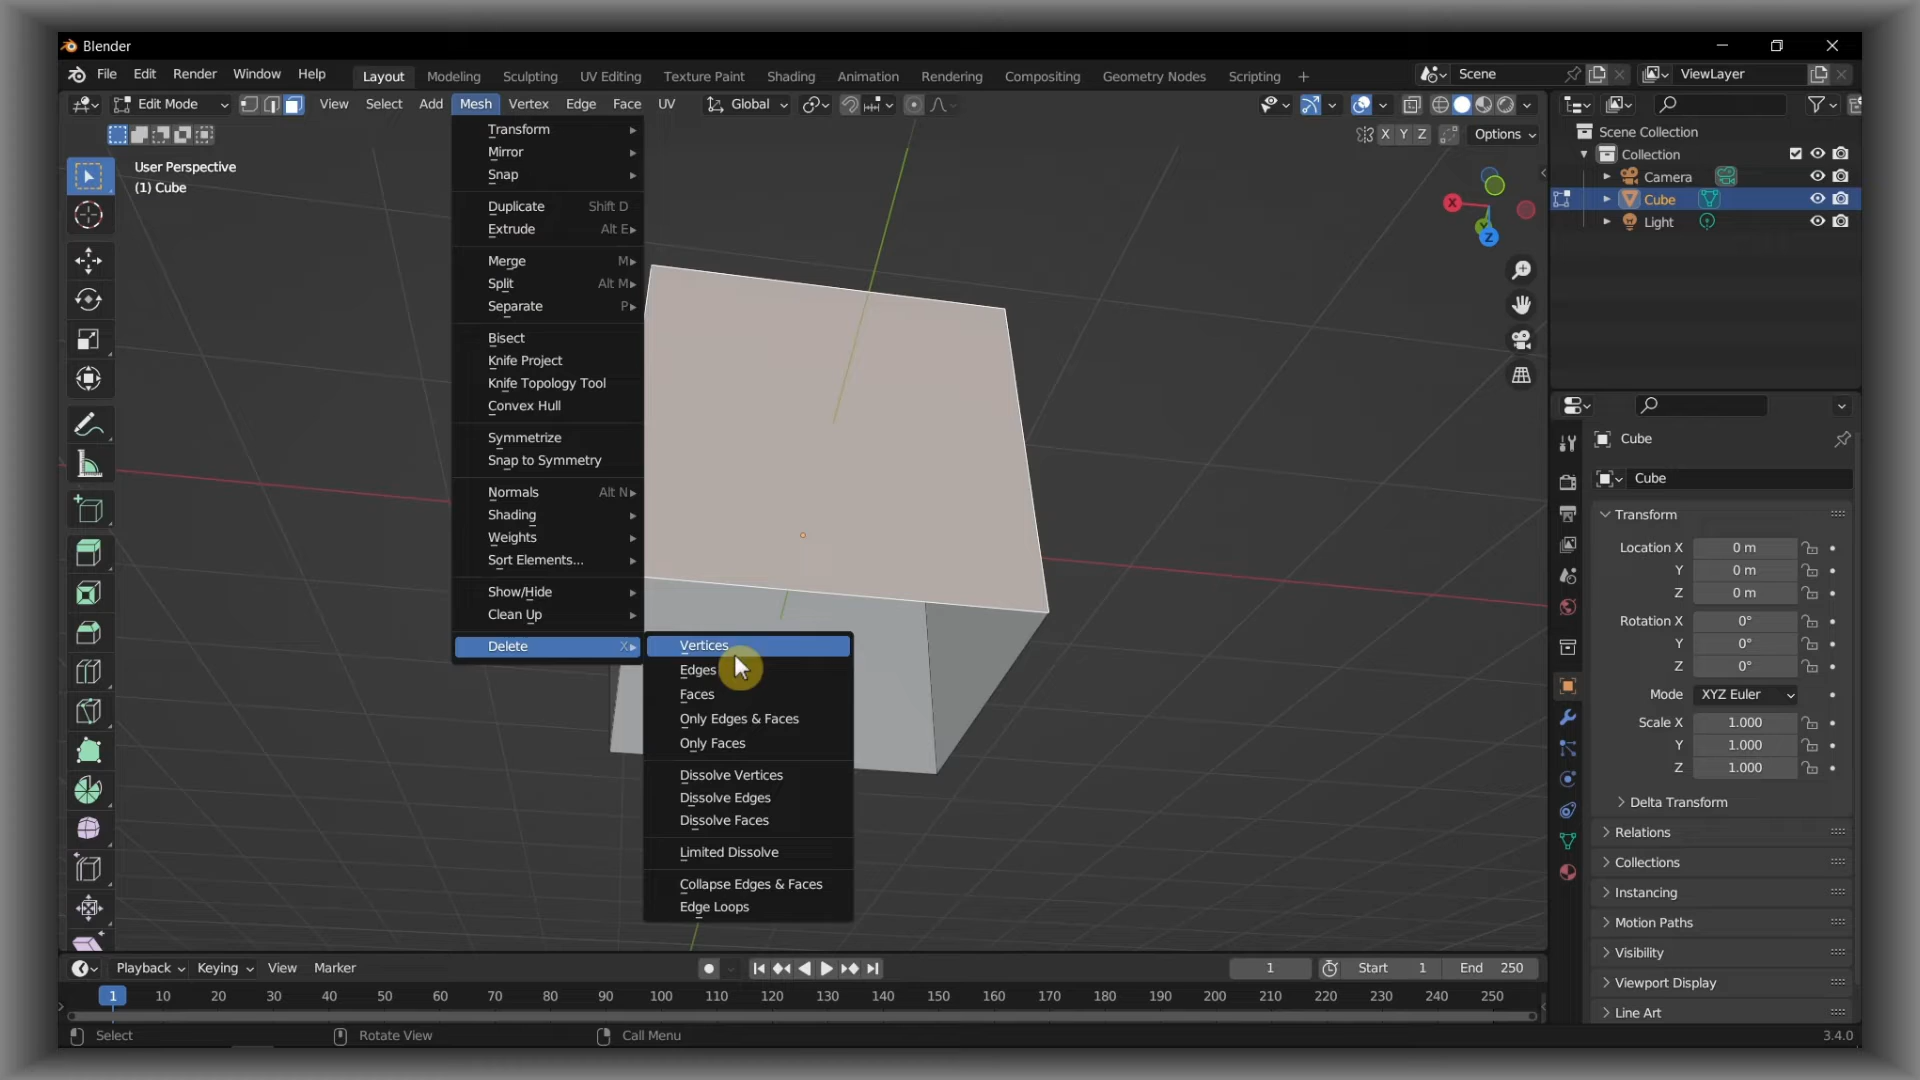 Blender
File Edit Render Window Help Layout Modeling Sculpting UV Editing Texture Paint Shading Animation Rendering Compositing Geometry Nodes Scripting + Scene ViewLayer
Edit Mode View Select Add Mesh Vertex Edge Face UV Global
X Y Z Options
User Perspective
(1) Cube
Transform
Mirror
Snap
Duplicate Shift D
Extrude Alt E
Merge M
Split Alt M
Separate P
Bisect
Knife Project
Knife Topology Tool
Convex Hull
Symmetrize
Snap to Symmetry
Normals Alt N
Shading
Weights
Sort Elements...
Show/Hide
Clean Up
Delete X
Vertices
Edges
Faces
Only Edges & Faces
Only Faces
Dissolve Vertices
Dissolve Edges
Dissolve Faces
Limited Dissolve
Collapse Edges & Faces
Edge Loops
X
Y
Z
Scene Collection
Collection
Camera
Cube
Light
Cube
Cube
Transform
Location X 0 m
Y 0 m
Z 0 m
Rotation X 0°
Y 0°
Z 0°
Mode XYZ Euler
Scale X 1.000
Y 1.000
Z 1.000
Delta Transform
Relations
Collections
Instancing
Motion Paths
Visibility
Viewport Display
Line Art
Playback Keying View Marker 1 Start 1 End 250
1 10 20 30 40 50 60 70 80 90 100 110 120 130 140 150 160 170 180 190 200 210 220 230 240 250
Select Rotate View Call Menu 3.4.0